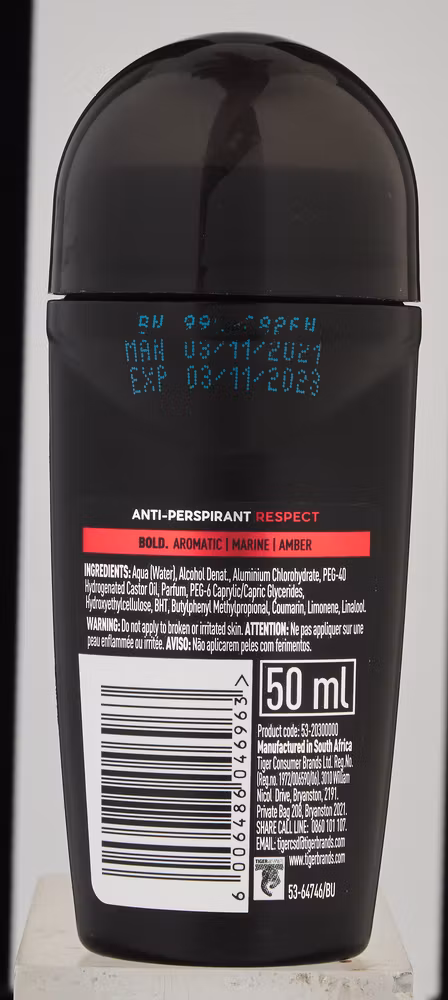 MAN 03/11/2021
EXP 03/11/2023
ANTI-PERSPIRANT RESPECT
BOLD. AROMATIC | MARINE | AMBER
INGREDIENTS: Aqua (Water), Alcohol Denat., Aluminium Chlorohydrate, PEG-40
Hydrogenated Castor Oil, Parfum, PEG-6 Caprylic/Capric Glycerides,
Hydroxyethylcellulose, BHT, Butylphenyl Methylpropional, Coumarin, Limonene, Linalool.
WARNING: Do not apply to broken or irritated skin. ATTENTION: Ne pas appliquer sur une
peau enflammée ou irritée. AVISO: Não aplicarem peles com ferimentos.
50 ml
Product code: 53-20300000
Manufactured in South Africa
Tiger Consumer Brands Ltd. Reg.No.
(Reg.no. 1972/006590/06). 3010 William
Nicol Drive, Bryanston, 2191.
Private Bag 208, Bryanston 2021.
SHARE CALL LINE: 0860 101 107.
EMAIL: tigercsd@tigerbrands.com
www.tigerbrands.com
TIGER
53-64746/BU
6 006486 046963 >